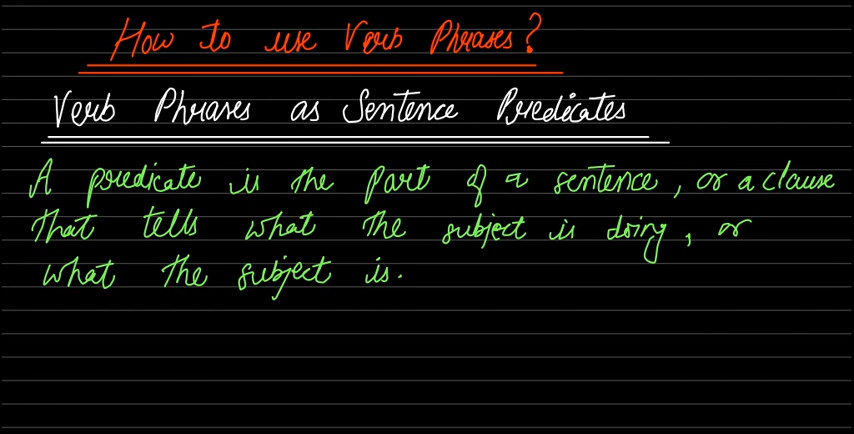 How to use Verb Phrases?
Verb Phrases as Sentence Predicates
A predicate is the part of a sentence, or a clause
that tells what the subject is doing, or
what the subject is.